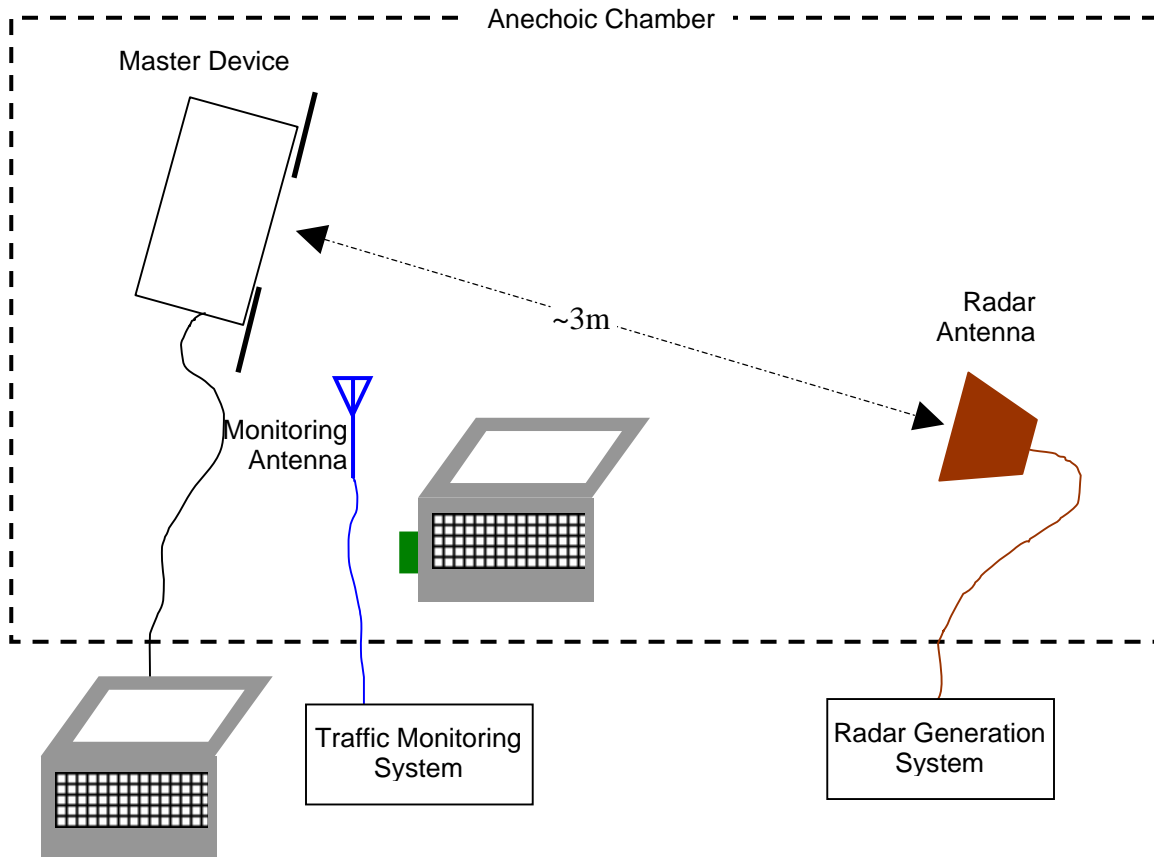 Anechoic Chamber
Master Device
~3m
Radar
Antenna
Monitoring
Antenna
Traffic Monitoring
System
Radar Generation
System